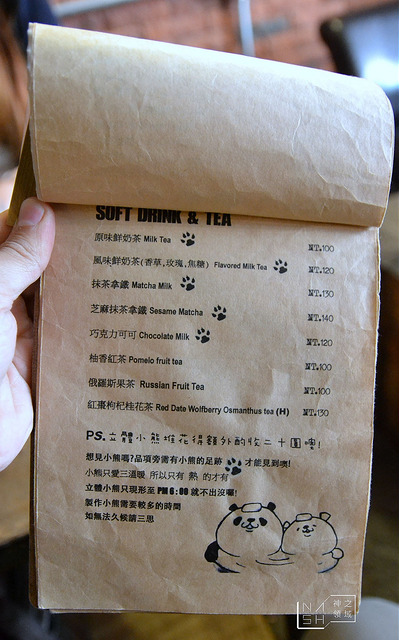 SOFT DRINK & TEA
原味鮮奶茶 Milk Tea NT.100
風味鮮奶茶(香草,玫瑰,焦糖) Flavored Milk Tea NT.120
抹茶拿鐵 Matcha Milk NT.130
芝麻抹茶拿鐵 Sesame Matcha NT.140
巧克力可可 Chocolate Milk NT.120
柚香紅茶 Pomelo fruit tea NT.100
俄羅斯果茶 Russian Fruit Tea NT.100
紅棗枸杞桂花茶 Red Date Wolfberry Osmanthus tea (H) NT.130
PS. 立體小熊堆花得額外酌收二十圓噢!
想見小熊嗎?品項旁需有小熊的足跡 才能見到噢!
小熊只愛三溫暖 所以只有 熱 的才有
立體小熊只現形至 PM 6:00 就不出沒囉!
製作小熊需要較多的時間
如無法久候請三思
NASH 神之領域